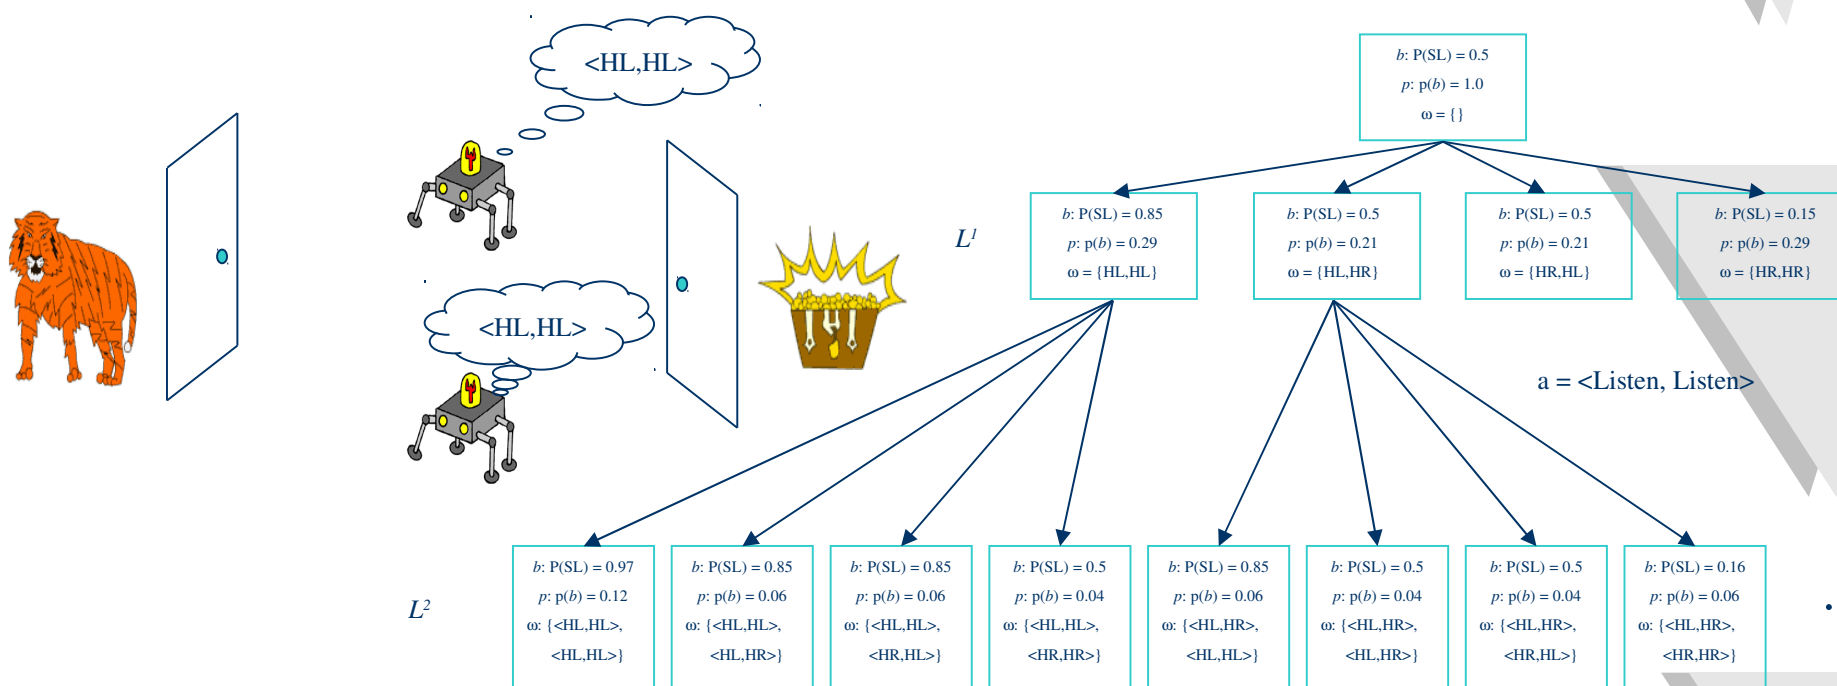 <HL,HL>
<HL,HL>
b: P(SL) = 0.5
p: p(b) = 1.0
ω = {}
L¹
b: P(SL) = 0.85
p: p(b) = 0.29
ω = {HL,HL}
b: P(SL) = 0.5
p: p(b) = 0.21
ω = {HL,HR}
b: P(SL) = 0.5
p: p(b) = 0.21
ω = {HR,HL}
b: P(SL) = 0.15
p: p(b) = 0.29
ω = {HR,HR}
a = <Listen, Listen>
L²
b: P(SL) = 0.97
p: p(b) = 0.12
ω: {<HL,HL>,
<HL,HL>}
b: P(SL) = 0.85
p: p(b) = 0.06
ω: {<HL,HL>,
<HL,HR>}
b: P(SL) = 0.85
p: p(b) = 0.06
ω: {<HL,HL>,
<HR,HL>}
b: P(SL) = 0.5
p: p(b) = 0.04
ω: {<HL,HL>,
<HR,HR>}
b: P(SL) = 0.85
p: p(b) = 0.06
ω: {<HL,HR>,
<HL,HL>}
b: P(SL) = 0.5
p: p(b) = 0.04
ω: {<HL,HR>,
<HL,HR>}
b: P(SL) = 0.5
p: p(b) = 0.04
ω: {<HL,HR>,
<HR,HL>}
b: P(SL) = 0.16
p: p(b) = 0.06
ω: {<HL,HR>,
<HR,HR>}